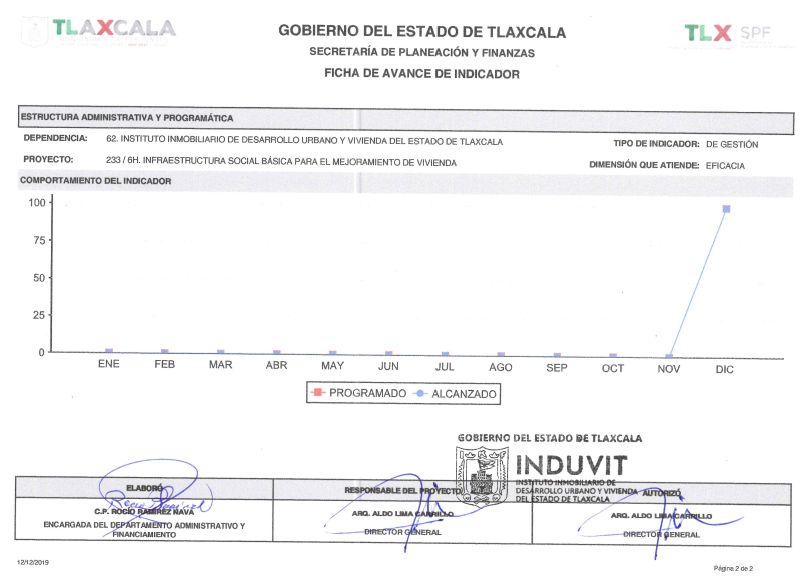 TLAXCALA
GOBIERNO DEL ESTADO DE TLAXCALA
SECRETARÍA DE PLANEACIÓN Y FINANZAS
FICHA DE AVANCE DE INDICADOR
TLX SPF
ESTRUCTURA ADMINISTRATIVA Y PROGRAMÁTICA
DEPENDENCIA: 62. INSTITUTO INMOBILIARIO DE DESARROLLO URBANO Y VIVIENDA DEL ESTADO DE TLAXCALA
TIPO DE INDICADOR: DE GESTIÓN
PROYECTO: 233 / 6H. INFRAESTRUCTURA SOCIAL BÁSICA PARA EL MEJORAMIENTO DE VIVIENDA
DIMENSIÓN QUE ATIENDE: EFICACIA
COMPORTAMIENTO DEL INDICADOR
100
75
50
25
0
ENE FEB MAR ABR MAY JUN JUL AGO SEP OCT NOV DIC
PROGRAMADO ALCANZADO
GOBIERNO DEL ESTADO DE TLAXCALA
INDUVIT
INSTITUTO INMOBILIARIO DE
DESARROLLO URBANO Y VIVIENDA
DEL ESTADO DE TLAXCALA
ELABORÓ
C.P. ROCIO RAMIREZ NAVA
ENCARGADA DEL DEPARTAMENTO ADMINISTRATIVO Y
FINANCIAMIENTO
RESPONSABLE DEL PROYECTO
ARQ. ALDO LIMA CARRILLO
DIRECTOR GENERAL
AUTORIZÓ
ARQ. ALDO LIMA CARRILLO
DIRECTOR GENERAL
12/12/2019
Página 2 de 2